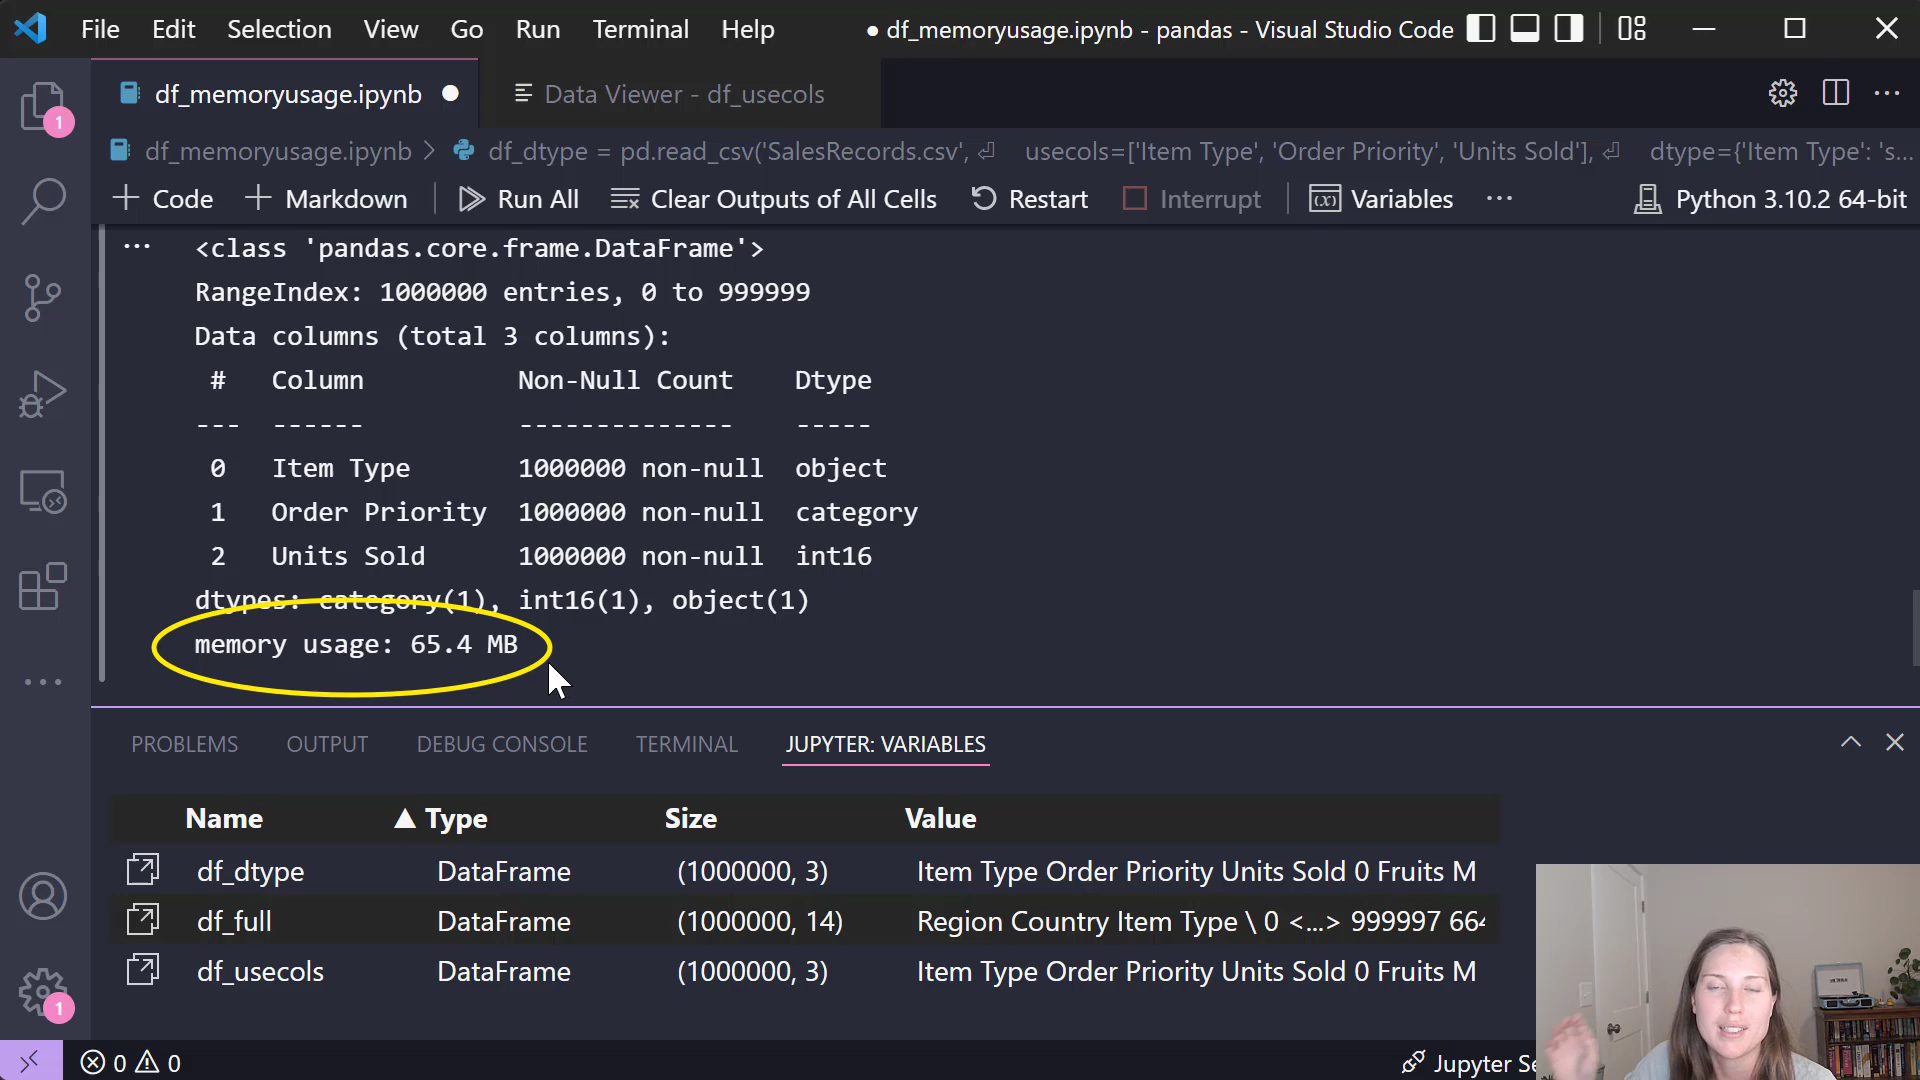 File Edit Selection View Go Run Terminal Help ● df_memoryusage.ipynb - pandas - Visual Studio Code
df_memoryusage.ipynb Data Viewer - df_usecols
df_memoryusage.ipynb > df_dtype = pd.read_csv('SalesRecords.csv', usecols=['Item Type', 'Order Priority', 'Units Sold'], dtype={'Item Type': 's...
+ Code + Markdown Run All Clear Outputs of All Cells Restart Interrupt Variables ... Python 3.10.2 64-bit
<class 'pandas.core.frame.DataFrame'>
RangeIndex: 1000000 entries, 0 to 999999
Data columns (total 3 columns):
# Column Non-Null Count Dtype
--- ------ -------------- -----
0 Item Type 1000000 non-null object
1 Order Priority 1000000 non-null category
2 Units Sold 1000000 non-null int16
dtypes: category(1), int16(1), object(1)
memory usage: 65.4 MB
PROBLEMS OUTPUT DEBUG CONSOLE TERMINAL JUPYTER: VARIABLES
Name ▲ Type Size Value
df_dtype DataFrame (1000000, 3) Item Type Order Priority Units Sold 0 Fruits M
df_full DataFrame (1000000, 14) Region Country Item Type \ 0 <...> 999997 664
df_usecols DataFrame (1000000, 3) Item Type Order Priority Units Sold 0 Fruits M
1
1
0 0 Jupyter Se